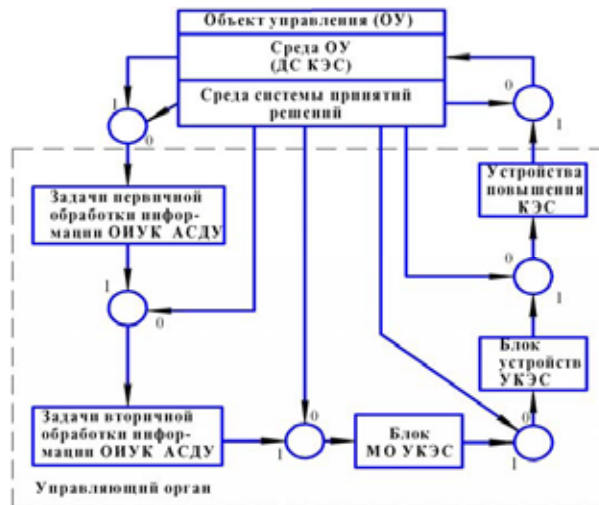 Объект управления (ОУ)
Среда ОУ
(ДС КЭС)
Среда системы принятий
решений
1
0
0
1
Задачи первичной
обработки инфор-
мации ОИУК АСДУ
Устройства
повышения
КЭС
1
0
0
1
Блок
устройств
УКЭС
Задачи вторичной
обработки инфор-
мации ОИУК АСДУ
0
1
Блок
МО УКЭС
0
1
Управляющий орган